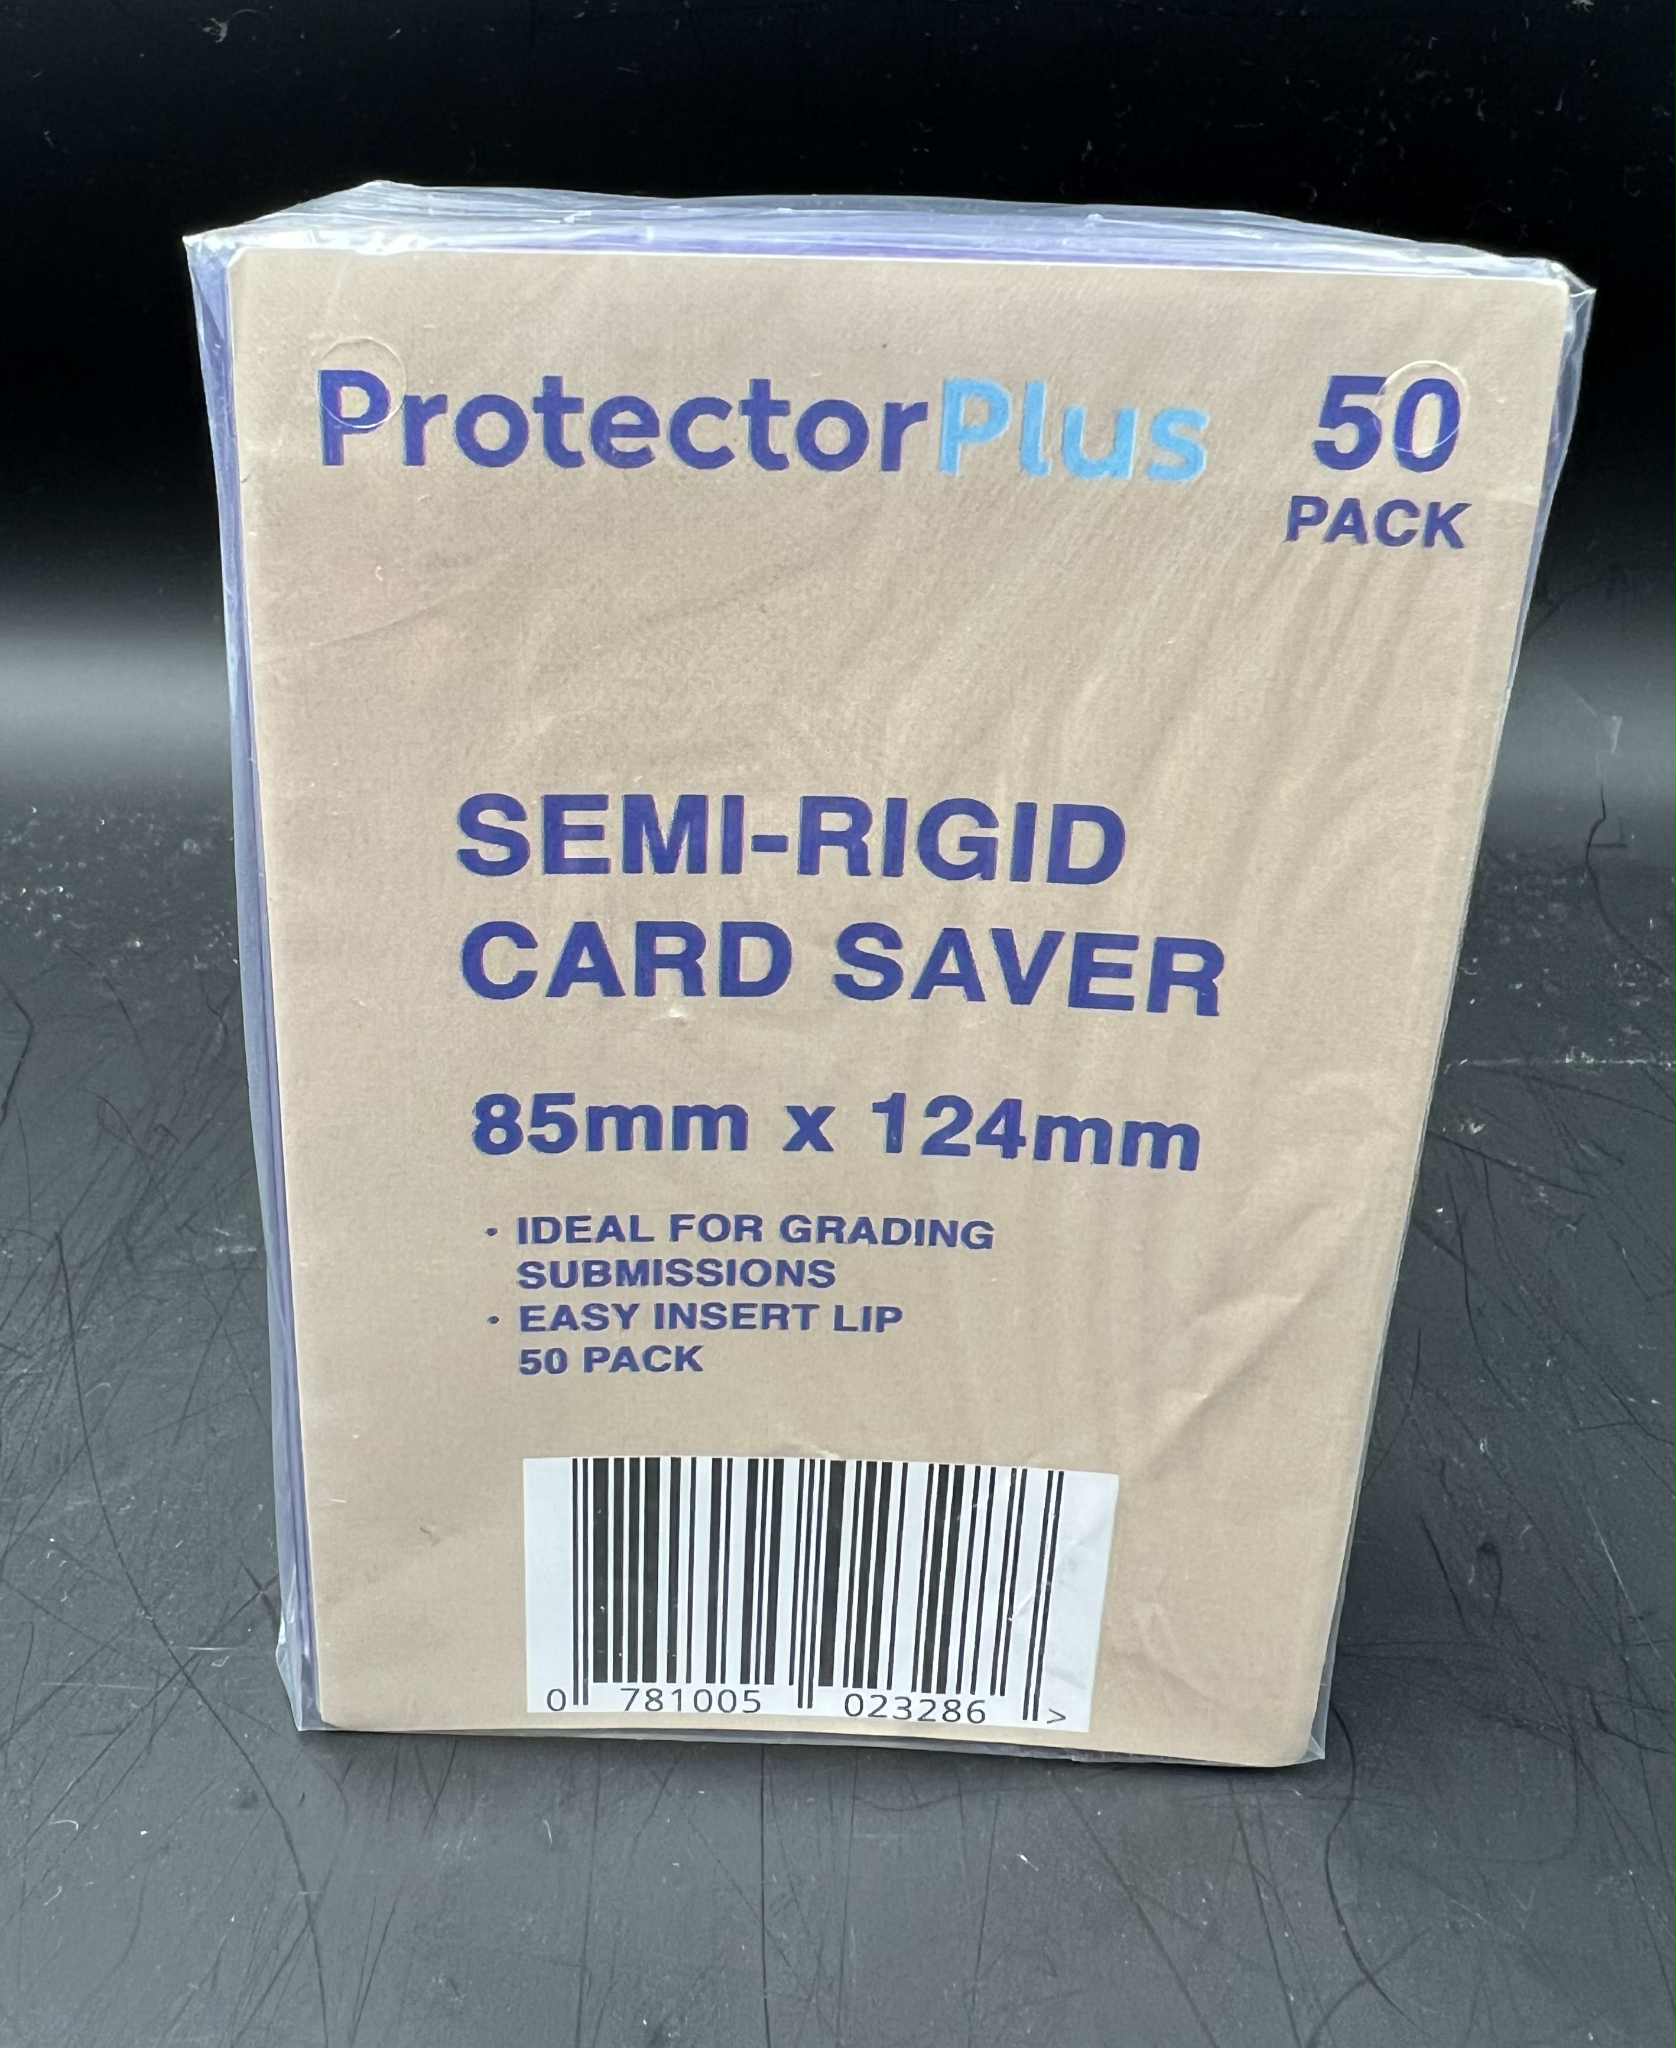 ProtectorPlus 50
PACK
SEMI-RIGID
CARD SAVER
85mm x 124mm
· IDEAL FOR GRADING
SUBMISSIONS
· EASY INSERT LIP
50 PACK
0 781005 023286 >